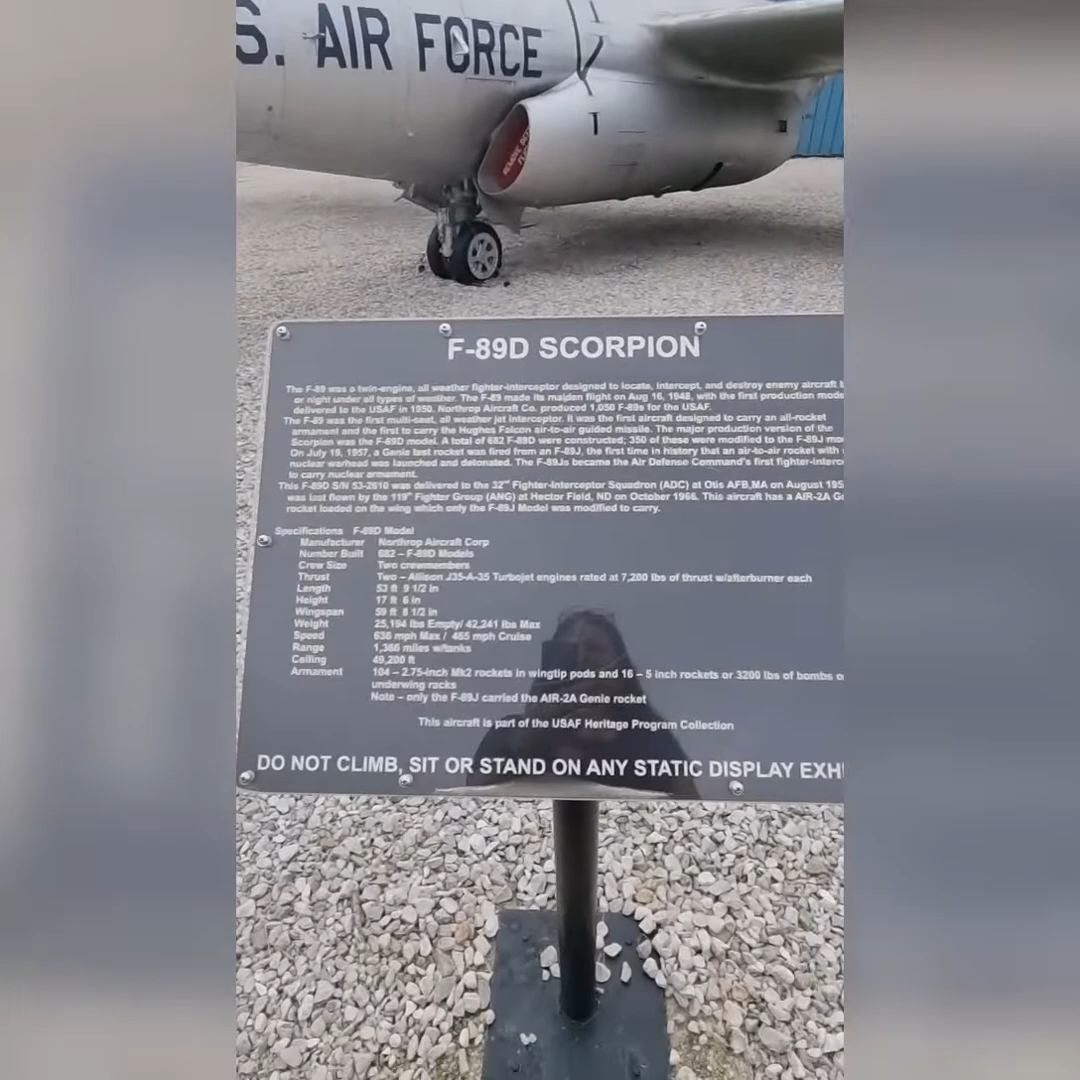 S. AIR FORCE
F-89D SCORPION
The F-89 was a twin-engine, all weather fighter-interceptor designed to locate, intercept, and destroy enemy aircraft
or night under all types of weather. The F-89 made its maiden flight on Aug 16, 1948, with the first production
delivered to the USAF in 1950. Northrop Aircraft Co. produced 1,050 F-89s for the USAF.
The F-89 was the first multi-seat, all weather jet interceptor. It was the first aircraft designed to carry an all-rocket
armament and the first to carry the Hughes Falcon air-to-air guided missile. The major production version of the
Scorpion was the F-89D model. A total of 682 F-89D were constructed; 350 of these were modified to the F-89J
On July 19, 1957, a Genie test rocket was fired from an F-89J, the first time in history that an air-to-air rocket with
nuclear warhead was launched and detonated. The F-89Js became the Air Defense Command's first
to carry nuclear armament.
This F-89D S/N 53-2610 was delivered to the 32nd Fighter-Interceptor Squadron (ADC) at Otis AFB,MA on August
was last flown by the 119th Fighter Group (ANG) at Hector Field, ND on October 1966. This aircraft has a AIR-2A
rocket loaded on the wing which only the F-89J Model was modified to carry.
Specifications F-89D Model
Manufacturer Northrop Aircraft Corp
Number Built 682 – F-89D Models
Crew Size Two crewmembers
Thrust Two – Allison J35-A-35 Turbojet engines rated at 7,200 lbs of thrust w/afterburner each
Length 53 ft 9 1/2 in
Height 17 ft 6 in
Wingspan 59 ft 8 1/2 in
Weight 25,194 lbs Empty/ 42,241 lbs Max
Speed 636 mph Max / 465 mph Cruise
Range 1,366 miles w/tanks
Ceiling 49,200 ft
Armament 104 – 2.75-inch Mk2 rockets in wingtip pods and 16 – 5 inch rockets or 3200 lbs of bombs
underwing racks
Note – only the F-89J carried the AIR-2A Genie rocket
This aircraft is part of the USAF Heritage Program Collection
DO NOT CLIMB, SIT OR STAND ON ANY STATIC DISPLAY EXH